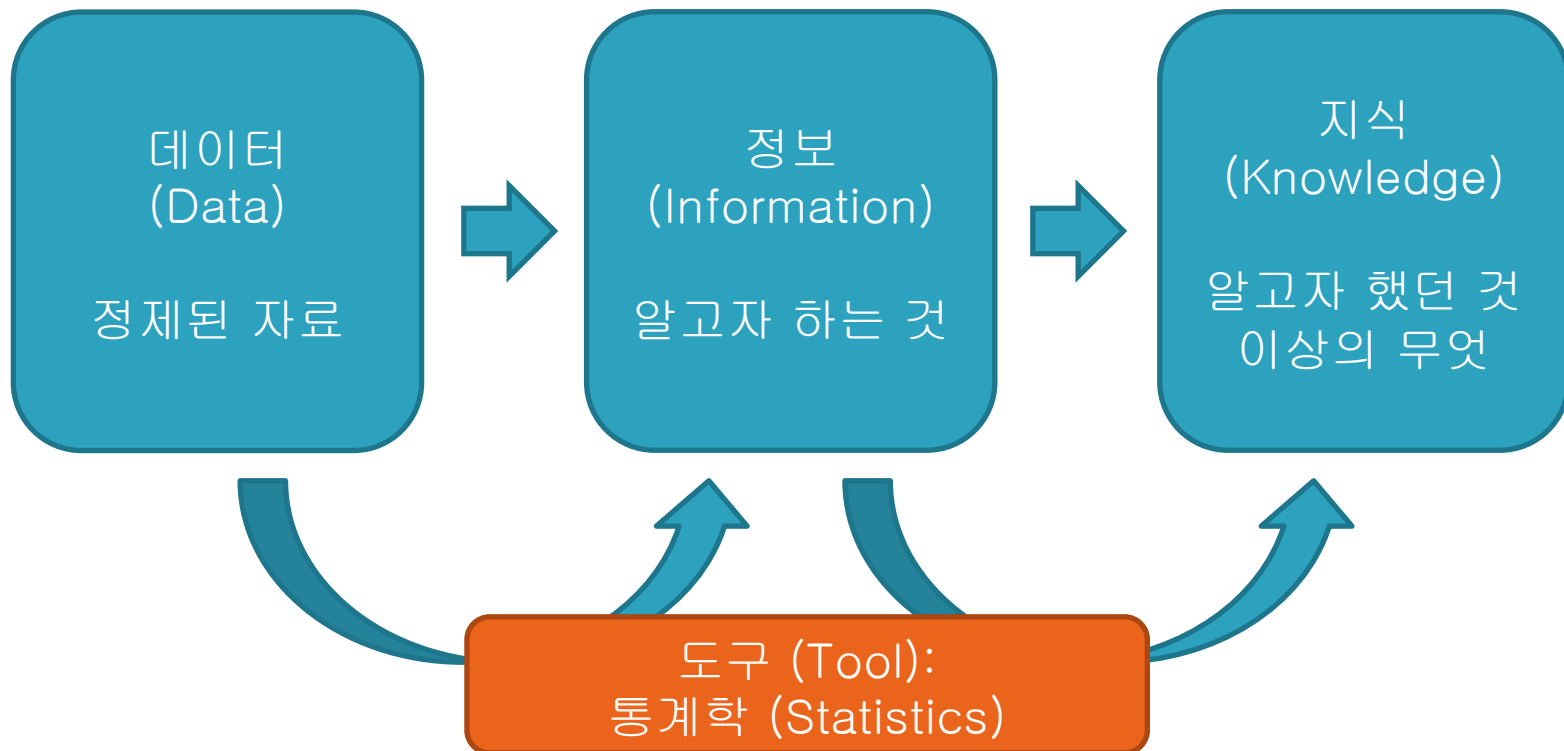 데이터
(Data)
정제된 자료
정보
(Information)
알고자 하는 것
지식
(Knowledge)
알고자 했던 것
이상의 무엇
도구 (Tool):
통계학 (Statistics)